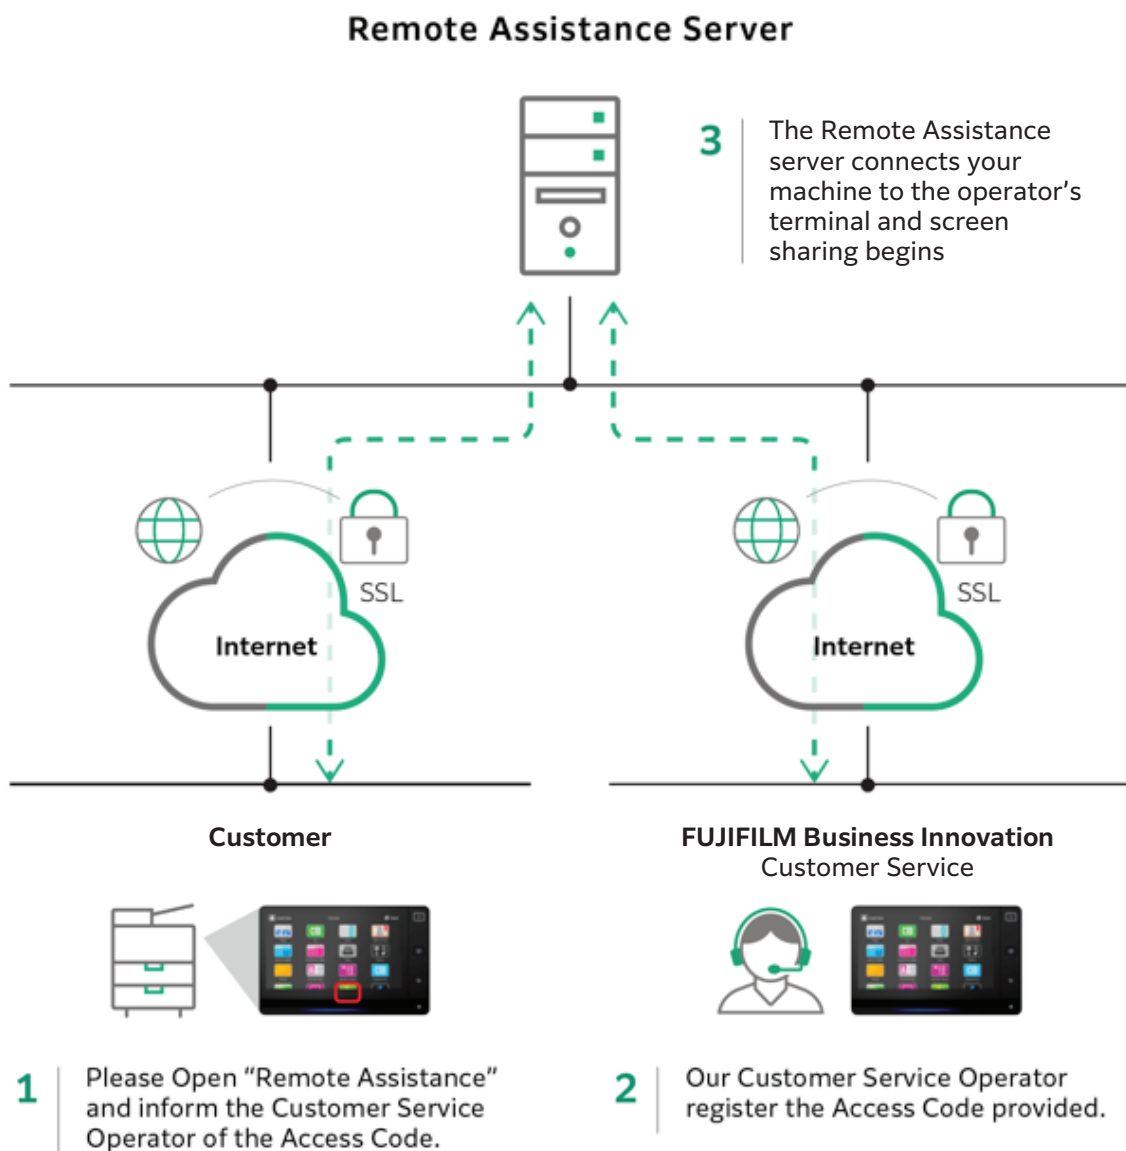 Remote Assistance Server
3
The Remote Assistance
server connects your
machine to the operator’s
terminal and screen
sharing begins
SSL
Internet
SSL
Internet
Customer
FUJIFILM Business Innovation
Customer Service
1
Please Open “Remote Assistance”
and inform the Customer Service
Operator of the Access Code.
2
Our Customer Service Operator
register the Access Code provided.